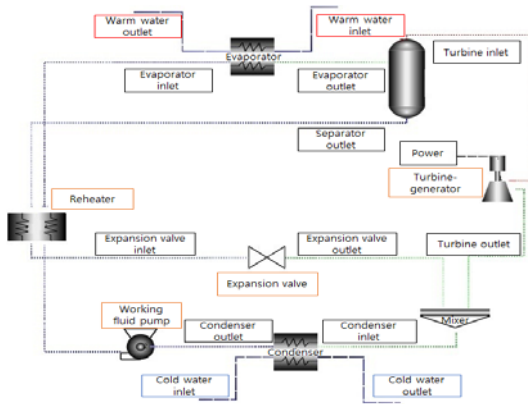 Warm water
outlet
Warm water
inlet
Evaporator
Turbine inlet
Evaporator
inlet
Evaporator
outlet
Separator
outlet
Power
Turbine-
generator
Reheater
Expansion valve
inlet
Expansion valve
outlet
Turbine outlet
Expansion valve
Working
fluid pump
Mixer
Condenser
outlet
Condenser
inlet
Condenser
Cold water
inlet
Cold water
outlet